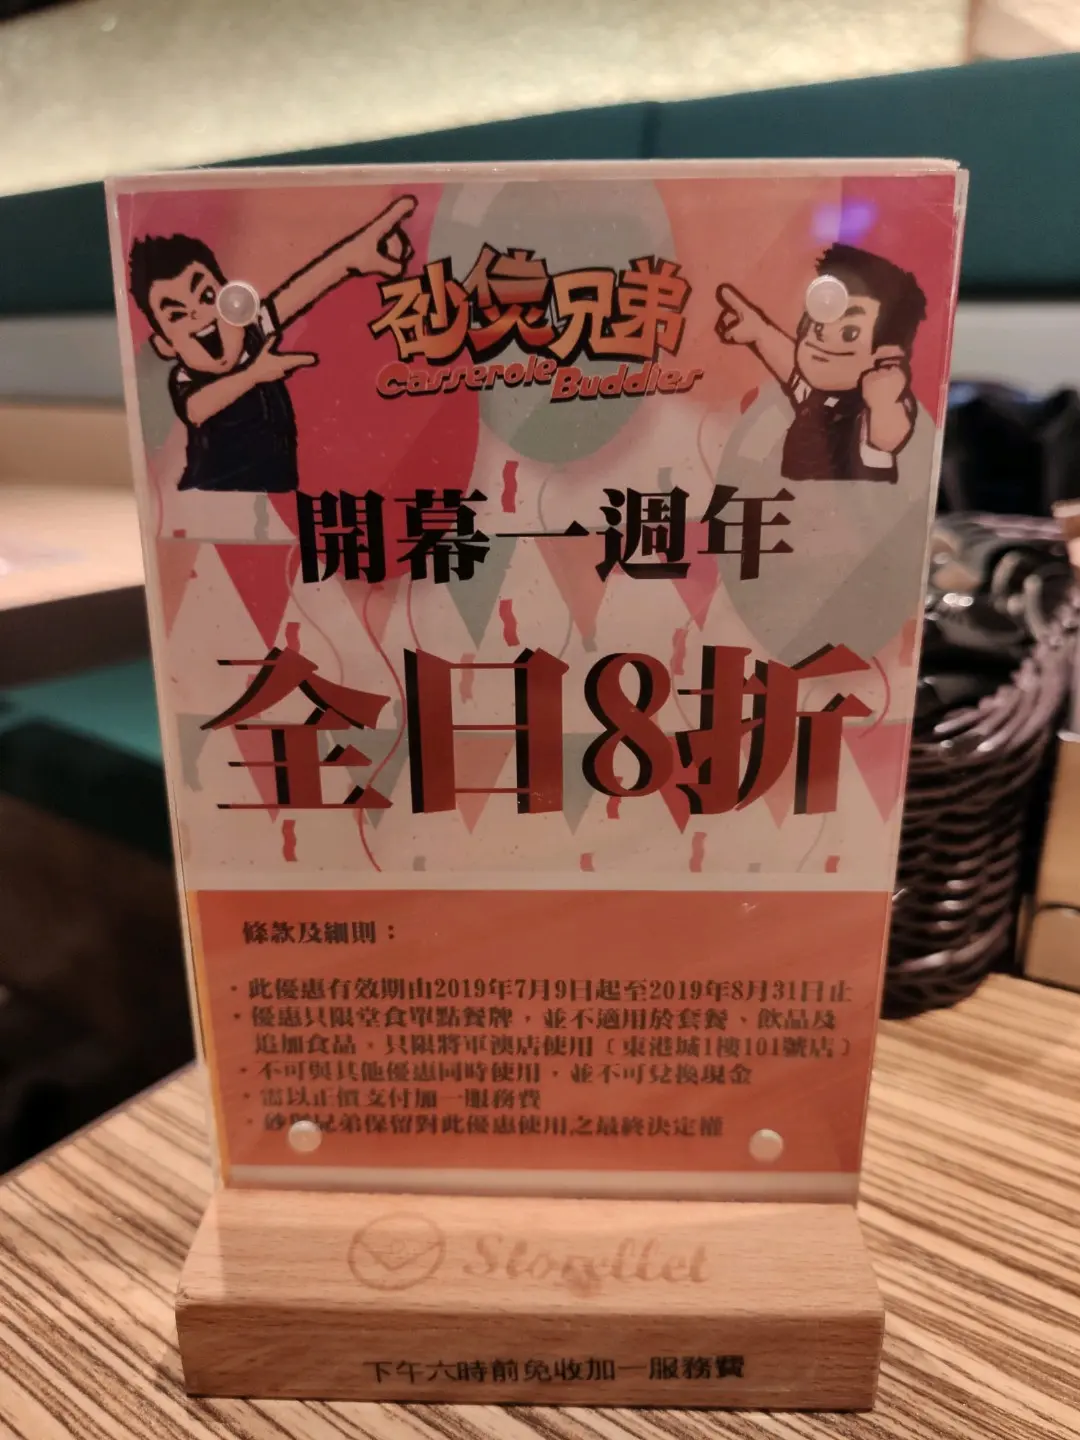 砂煲兄弟
Casserole Buddies
開幕一週年
全日8折
條款及細則：
·此優惠有效期由2019年7月9日起至2019年8月31日止
·優惠只限堂食單點餐牌，並不適用於套餐、飲品及
追加食品，只限將軍澳店使用（東港城1樓101號店）
·不可與其他優惠同時使用，並不可兌換現金
·需以正價支付加一服務費
·砂煲兄弟保留對此優惠使用之最終決定權
Storellet
下午六時前免收加一服務費